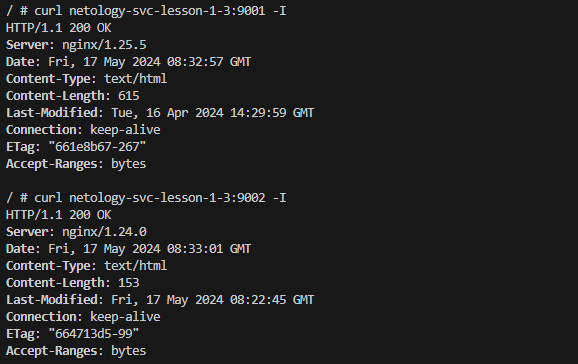 / # curl netology-svc-lesson-1-3:9001 -I
HTTP/1.1 200 OK
Server: nginx/1.25.5
Date: Fri, 17 May 2024 08:32:57 GMT
Content-Type: text/html
Content-Length: 615
Last-Modified: Tue, 16 Apr 2024 14:29:59 GMT
Connection: keep-alive
ETag: "661e8b67-267"
Accept-Ranges: bytes

/ # curl netology-svc-lesson-1-3:9002 -I
HTTP/1.1 200 OK
Server: nginx/1.24.0
Date: Fri, 17 May 2024 08:33:01 GMT
Content-Type: text/html
Content-Length: 153
Last-Modified: Fri, 17 May 2024 08:22:45 GMT
Connection: keep-alive
ETag: "664713d5-99"
Accept-Ranges: bytes